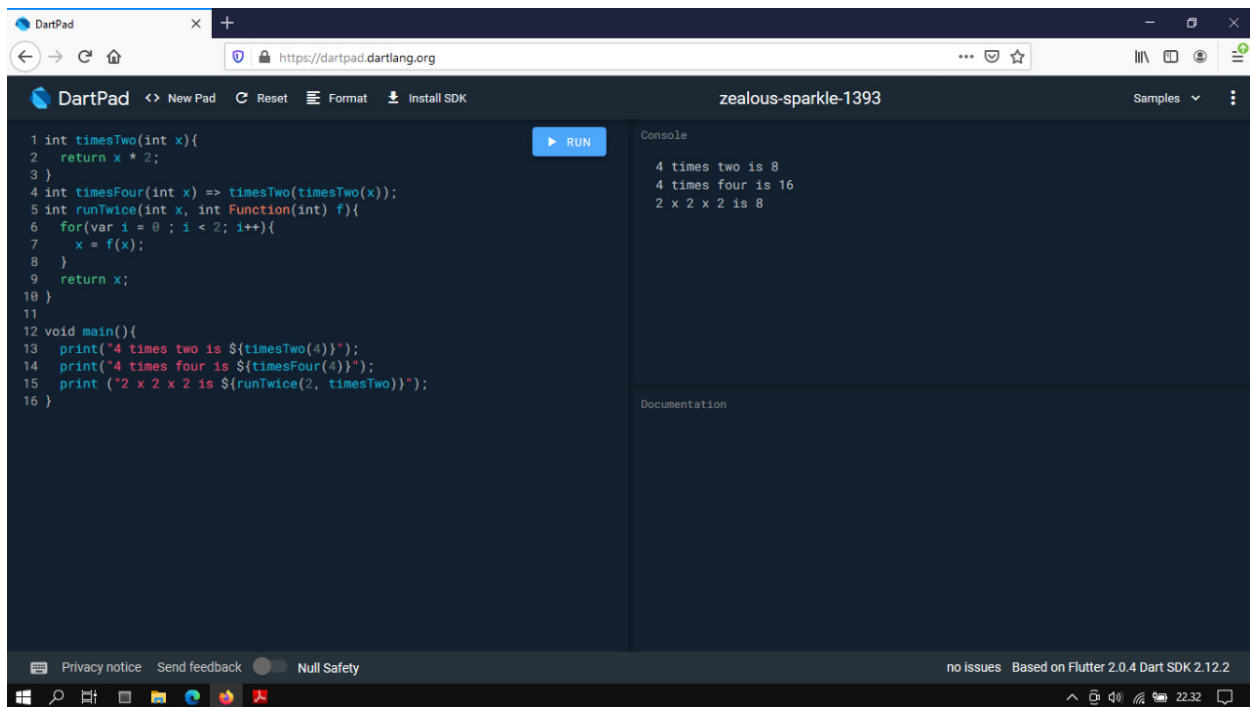 DartPad
https://dartpad.dartlang.org
DartPad <> New Pad Reset Format Install SDK zealous-sparkle-1393 Samples
1 int timesTwo(int x){
2   return x * 2;
3 }
4 int timesFour(int x) => timesTwo(timesTwo(x));
5 int runTwice(int x, int Function(int) f){
6   for(var i = 0 ; i < 2; i++){
7     x = f(x);
8   }
9   return x;
10 }
11
12 void main(){
13   print("4 times two is ${timesTwo(4)}");
14   print("4 times four is ${timesFour(4)}");
15   print ("2 x 2 x 2 is ${runTwice(2, timesTwo)}");
16 }
RUN
Console
4 times two is 8
4 times four is 16
2 x 2 x 2 is 8
Documentation
Privacy notice Send feedback Null Safety no issues Based on Flutter 2.0.4 Dart SDK 2.12.2
22.32